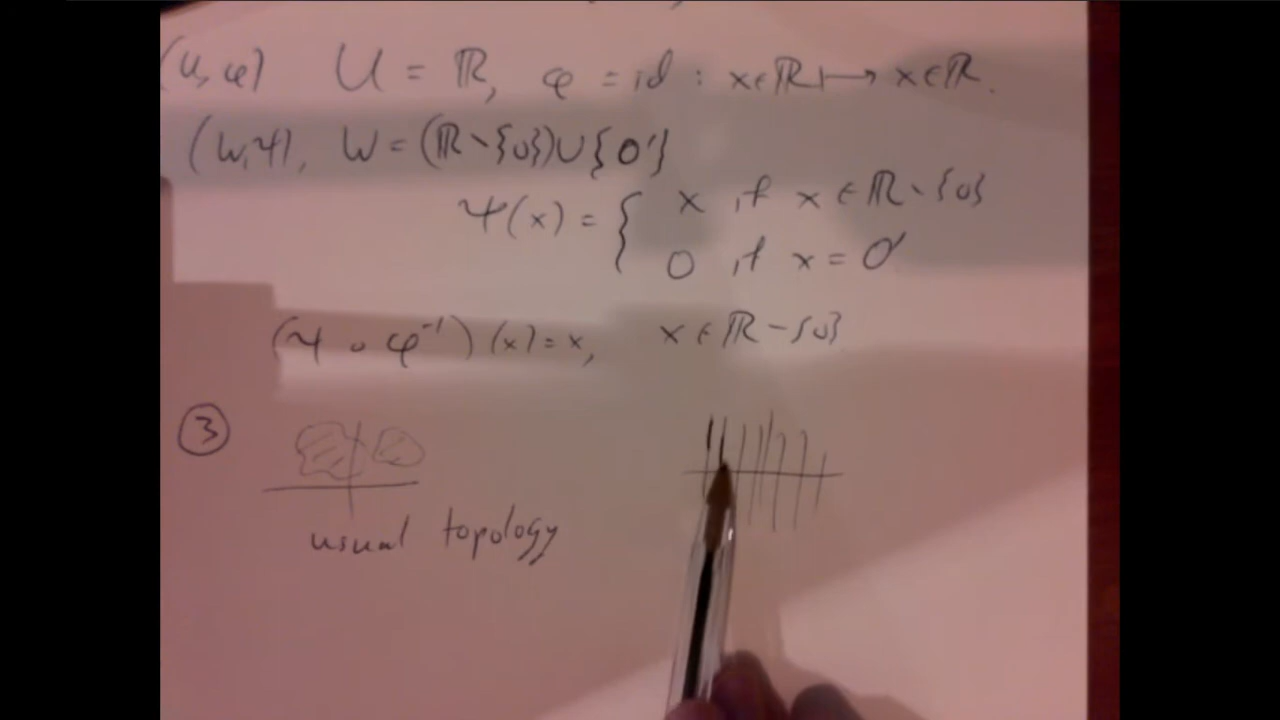 (U, φ) U = ℝ, φ = id : x∈ℝ ↦ x∈ℝ.
(W, Ψ), W = (ℝ∖{0})∪{0'}
Ψ(x) = { x if x ∈ ℝ∖{0}
0 if x = 0'
(Ψ ∘ φ⁻¹)(x) = x, x ∈ ℝ - {0}
③
usual topology